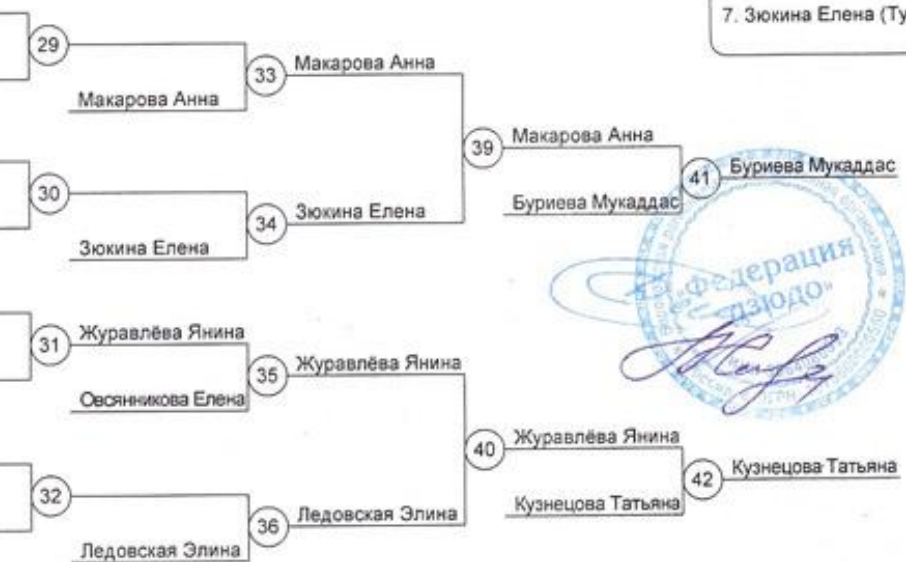 7. Зюкина Елена (Ту
29
33
Макарова Анна
Макарова Анна
39
Макарова Анна
41
Буриева Мукаддас
30
Буриева Мукаддас
34
Зюкина Елена
Зюкина Елена
«Федерация
дзюдо»
31
Журавлёва Янина
35
Журавлёва Янина
Овсянникова Елена
40
Журавлёва Янина
42
Кузнецова Татьяна
32
Кузнецова Татьяна
36
Ледовская Элина
Ледовская Элина